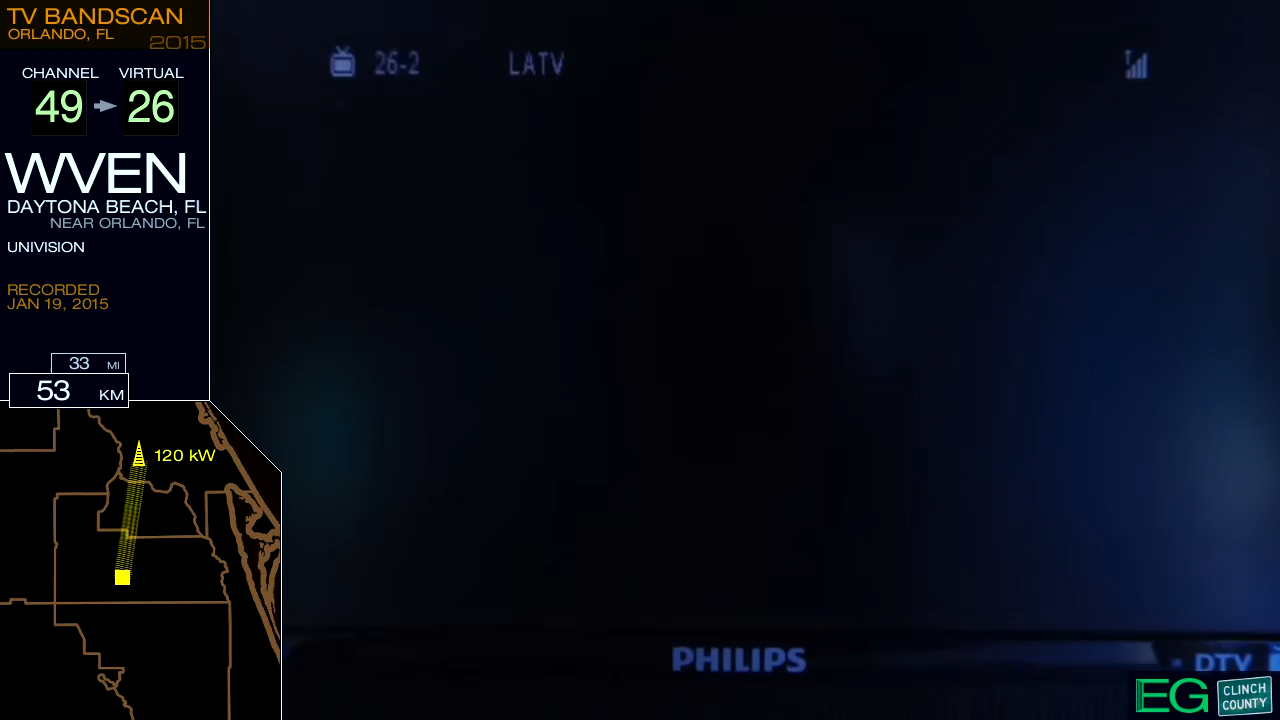 TV BANDSCAN
ORLANDO, FL
2015
CHANNEL VIRTUAL
49 26
WVEN
DAYTONA BEACH, FL
NEAR ORLANDO, FL
UNIVISION
RECORDED
JAN 19, 2015
33 MI
53 KM
120 kW
26-2 LATV
PHILIPS
DTV
EG
CLINCH
COUNTY